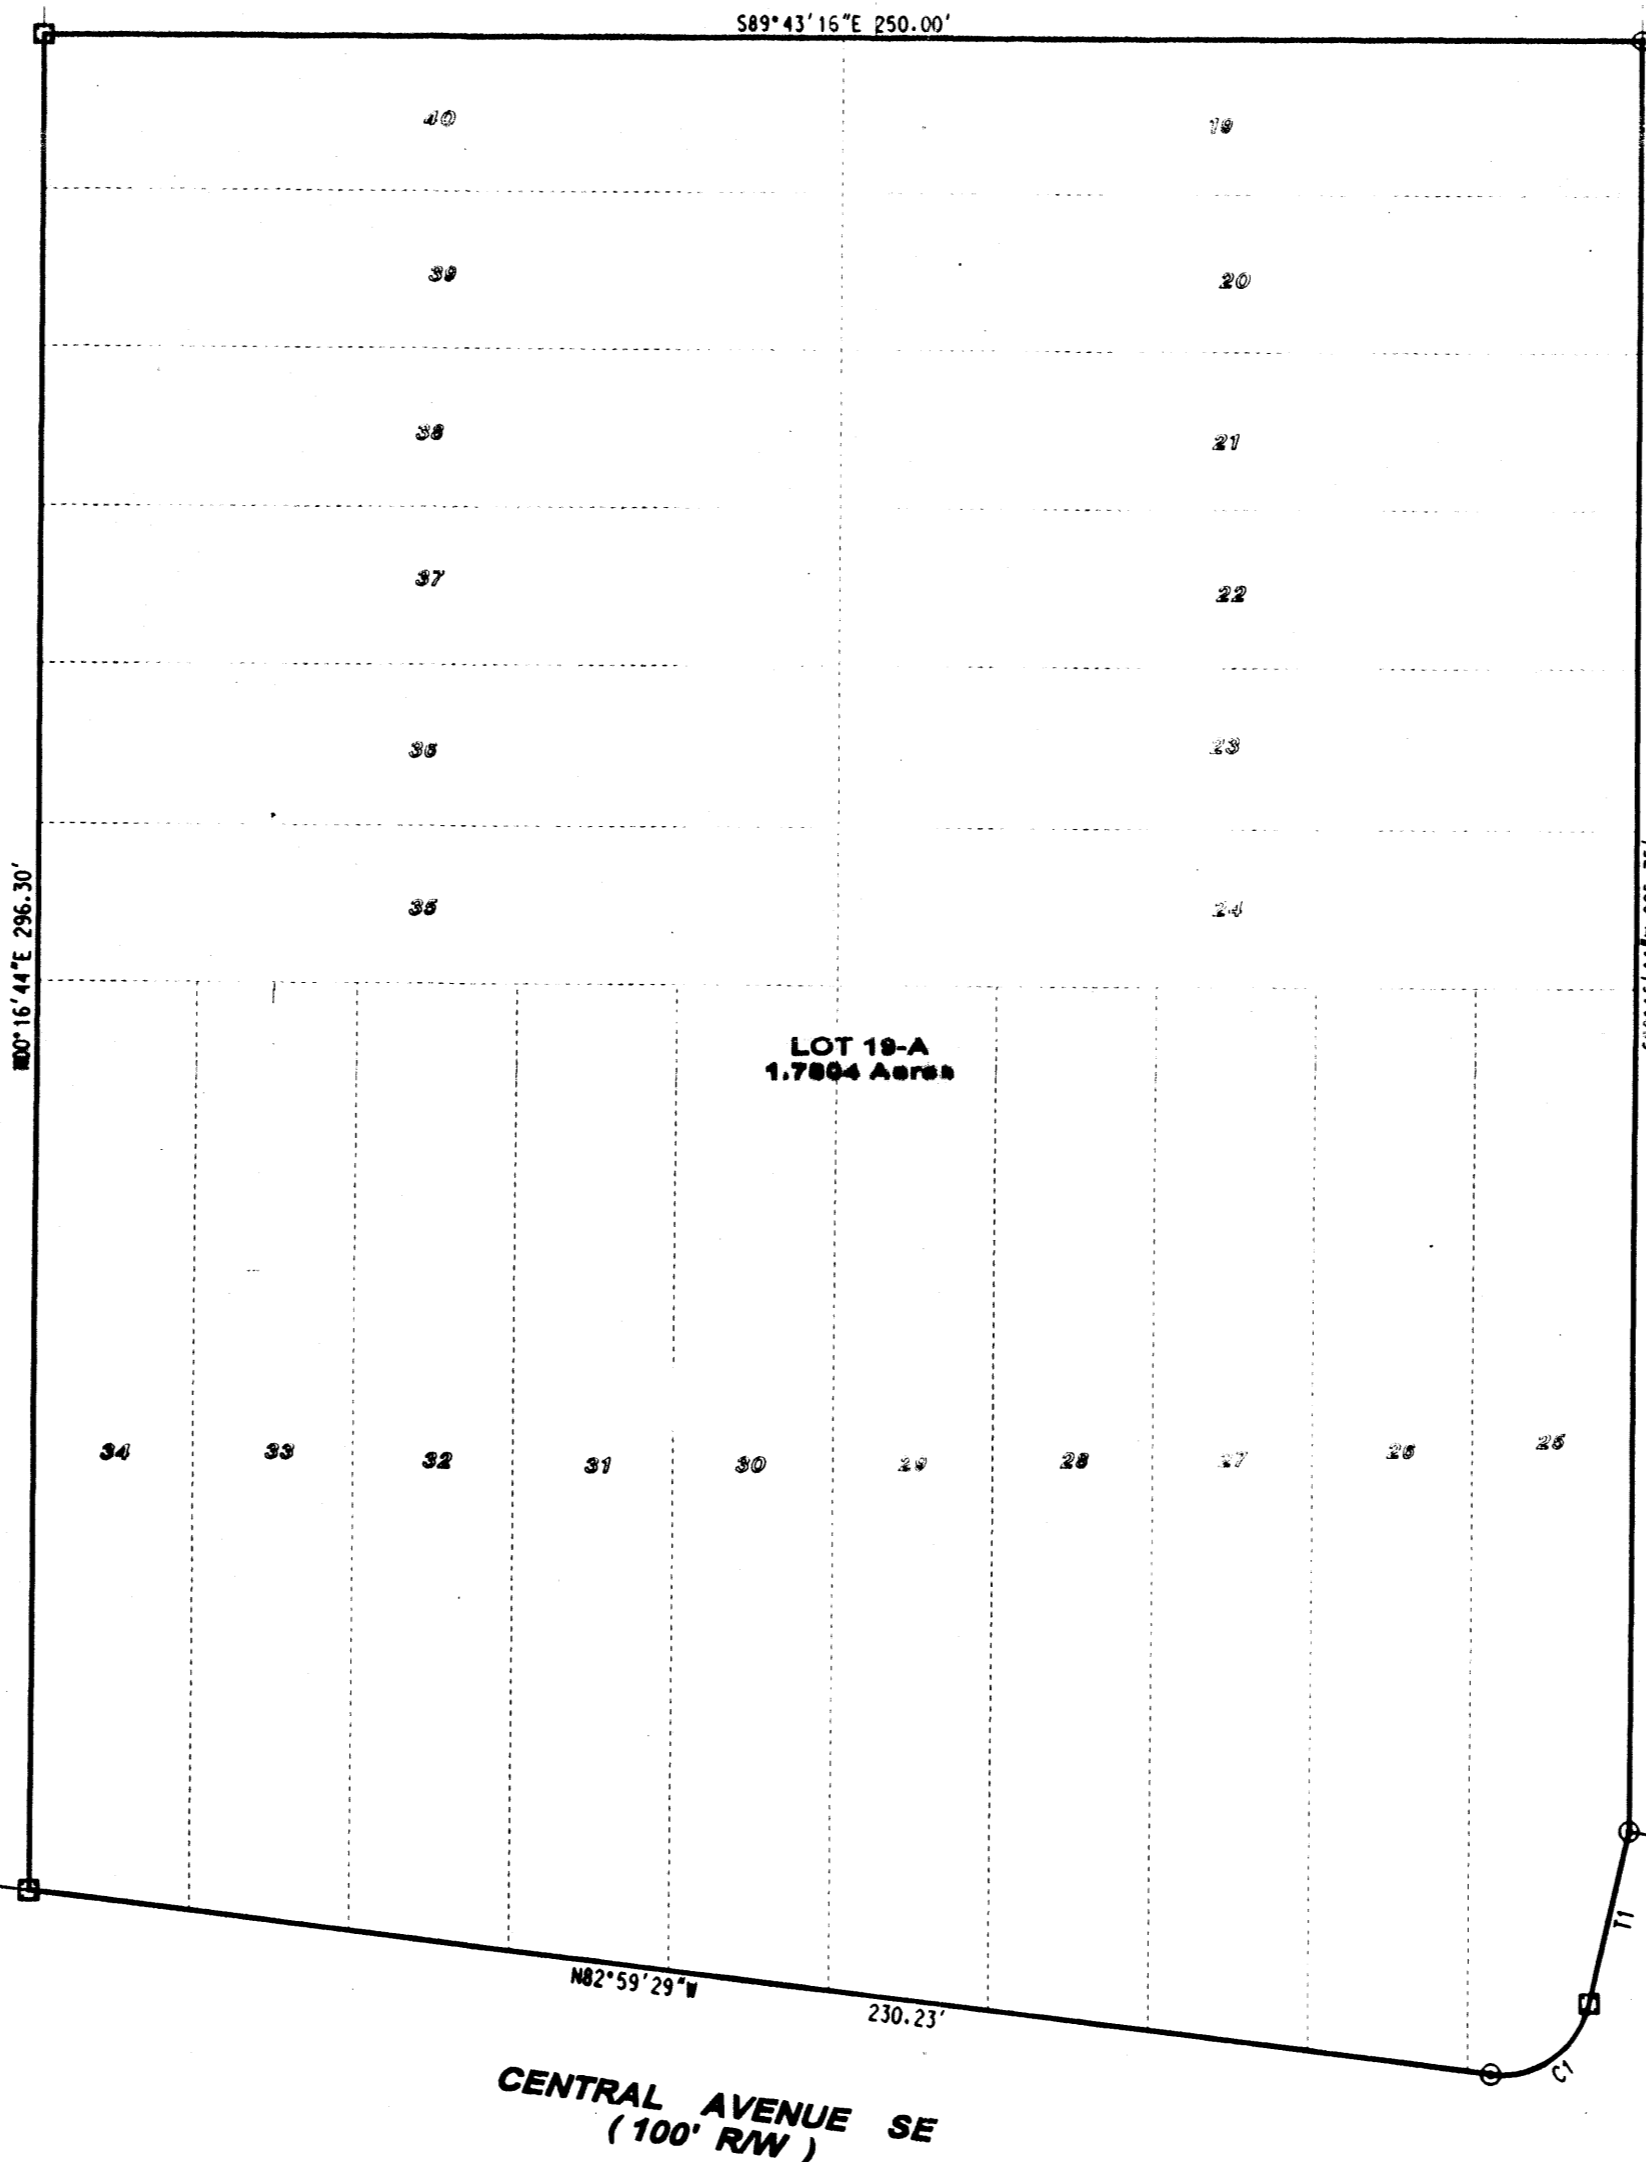 S89°43'16"E 250.00'
40
19
39
20
38
21
37
22
36
23
35
24
N00°16'44"E 296.30'
LOT 19-A
1.7804 Acres
34
33
32
31
30
29
28
27
26
25
T1
C1
N82°59'29"W
230.23'
CENTRAL AVENUE SE
( 100' R/W )